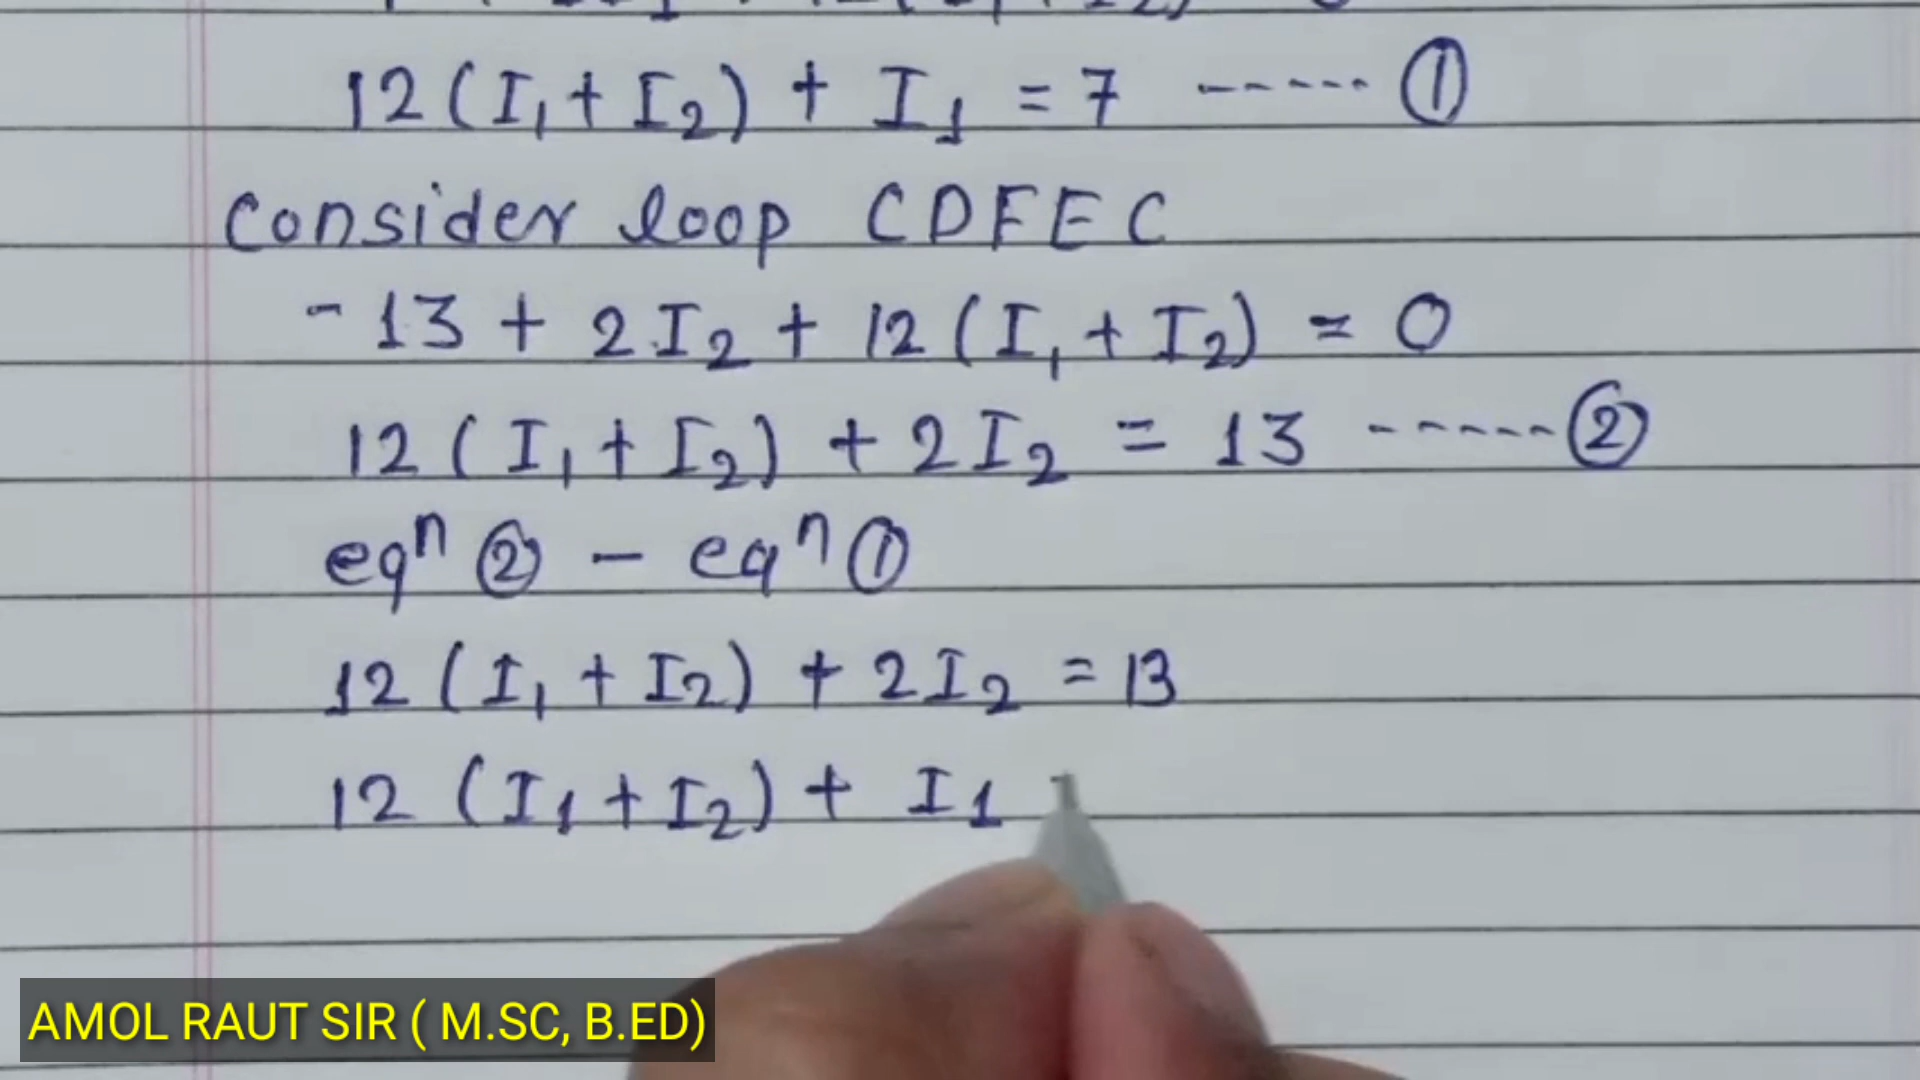 12 (I₁ + I₂) + I₁ = 7 ----- ①
Consider loop CDFEC
- 13 + 2I₂ + 12 (I₁ + I₂) = 0
12 (I₁ + I₂) + 2I₂ = 13 ----- ②
eqⁿ ② - eqⁿ ①
12 (I₁ + I₂) + 2I₂ = 13
12 (I₁ + I₂) + I₁
AMOL RAUT SIR ( M.SC, B.ED)